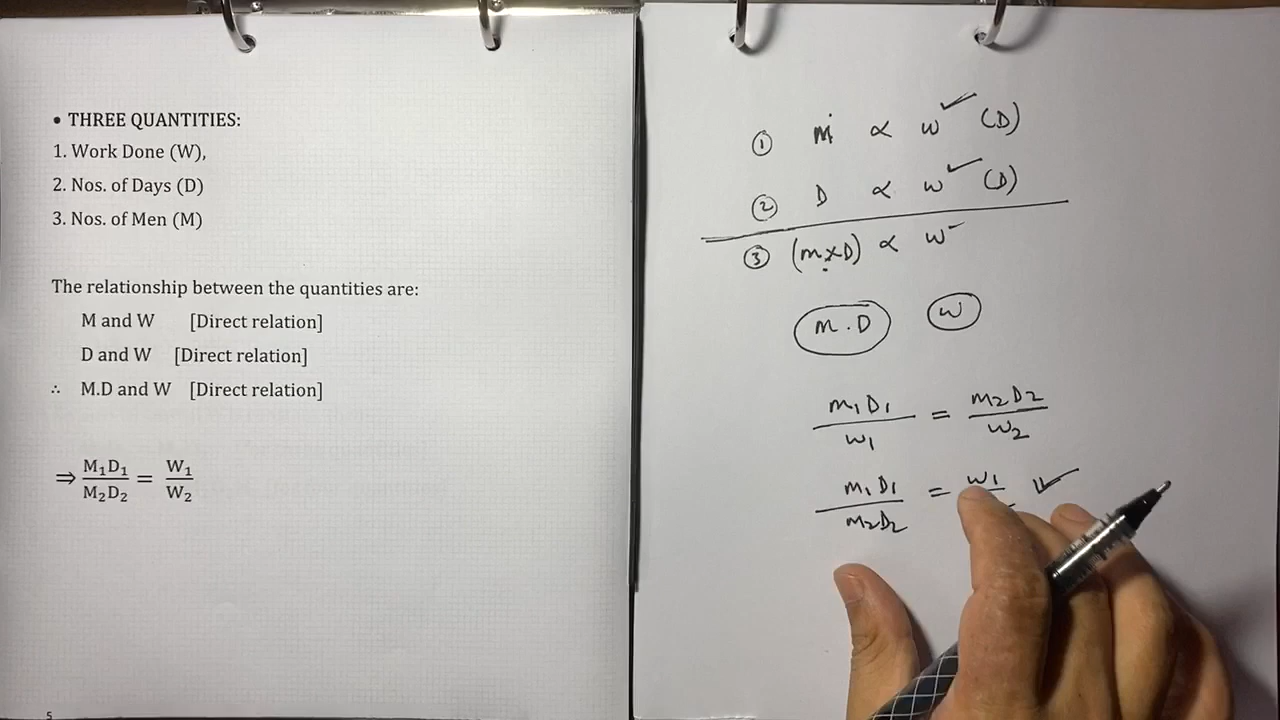 • THREE QUANTITIES:
1. Work Done (W),
2. Nos. of Days (D)
3. Nos. of Men (M)
The relationship between the quantities are:
M and W [Direct relation]
D and W [Direct relation]
∴ M.D and W [Direct relation]
⇒ M₁D₁/M₂D₂ = W₁/W₂
5
① M ∝ W ✓ (D)
② D ∝ W ✓ (D)
③ (M×D) ∝ W
M.D W
M₁D₁/W₁ = M₂D₂/W₂
M₁D₁/M₂D₂ = W₁ ✓